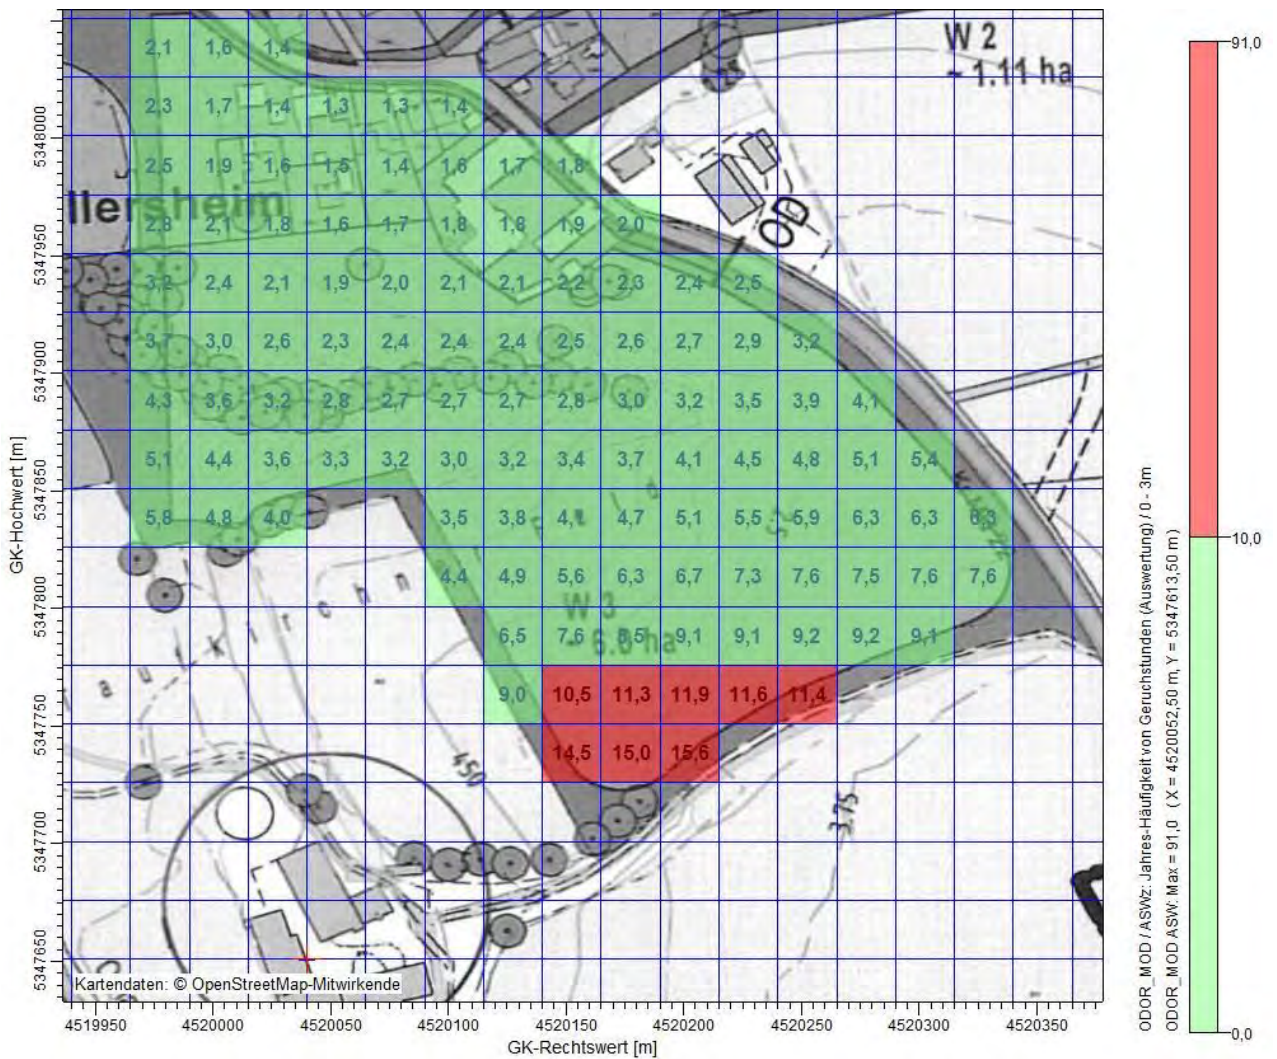 W 2
~ 1.11 ha
91,0
2,1 1,6 1,4
2,3 1,7 1,4 1,3 1,3 1,4
2,5 1,9 1,6 1,5 1,4 1,6 1,7 1,8
llersheim
OD
2,8 2,1 1,8 1,6 1,7 1,8 1,8 1,9 2,0
3,2 2,4 2,1 1,9 2,0 2,1 2,1 2,2 2,3 2,4 2,5
3,7 3,0 2,6 2,3 2,4 2,4 2,4 2,5 2,6 2,7 2,9 3,2
4,3 3,6 3,2 2,8 2,7 2,7 2,7 2,8 3,0 3,2 3,5 3,9 4,1
5,1 4,4 3,6 3,3 3,2 3,0 3,2 3,4 3,7 4,1 4,5 4,8 5,1 5,4
5,8 4,8 4,0 3,5 3,8 4,1 4,7 5,1 5,5 5,9 6,3 6,3 6,3
10,0
4,4 4,9 5,6 6,3 6,7 7,3 7,6 7,5 7,6 7,6
W 3
~ 6.6 ha
6,5 7,6 8,5 9,1 9,1 9,2 9,2 9,1
9,0 10,5 11,3 11,9 11,6 11,4
14,5 15,0 15,6
450
375
0,0
Kartendaten: © OpenStreetMap-Mitwirkende
5348000
5347950
5347900
5347850
5347800
5347750
5347700
5347650
GK-Hochwert [m]
4519950 4520000 4520050 4520100 4520150 4520200 4520250 4520300 4520350
GK-Rechtswert [m]
ODOR_MOD / ASWz: Jahres-Häufigkeit von Geruchstunden (Auswertung) / 0 - 3m
ODOR_MOD ASW: Max = 91,0 (X = 4520052,50 m, Y = 5347613,50 m)